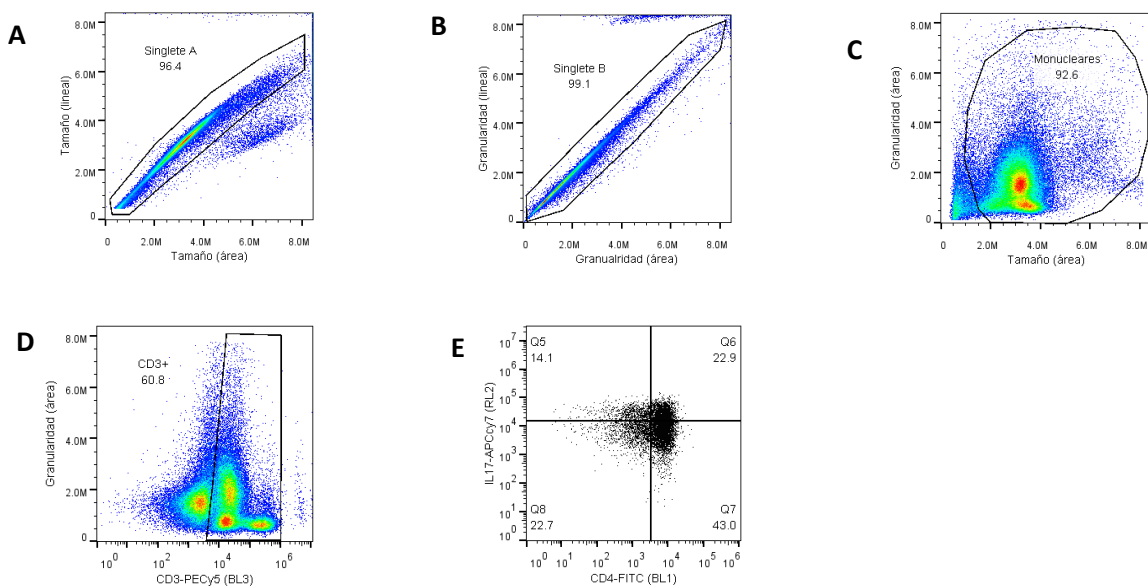 A
Tamaño (lineal)
8.0M
6.0M
4.0M
2.0M
0
Singlete A
96.4
0
2.0M
4.0M
6.0M
8.0M
Tamaño (área)
B
Granularidad (lineal)
8.0M
6.0M
4.0M
2.0M
0
Singlete B
99.1
0
2.0M
4.0M
6.0M
8.0M
Granualridad (área)
C
Granularidad (área)
8.0M
6.0M
4.0M
2.0M
0
Monucleares
92.6
0
2.0M
4.0M
6.0M
8.0M
Tamaño (área)
D
Granularidad (área)
8.0M
6.0M
4.0M
2.0M
0
CD3+
60.8
10^0
10^2
10^4
10^6
CD3-PECy5 (BL3)
E
IL17-APCcy7 (RL2)
10^7
10^6
10^5
10^4
10^3
10^2
10^1
10^0
0
Q5
14.1
Q6
22.9
Q8
22.7
Q7
43.0
10^0
10^1
10^2
10^3
10^4
10^5
10^6
CD4-FITC (BL1)